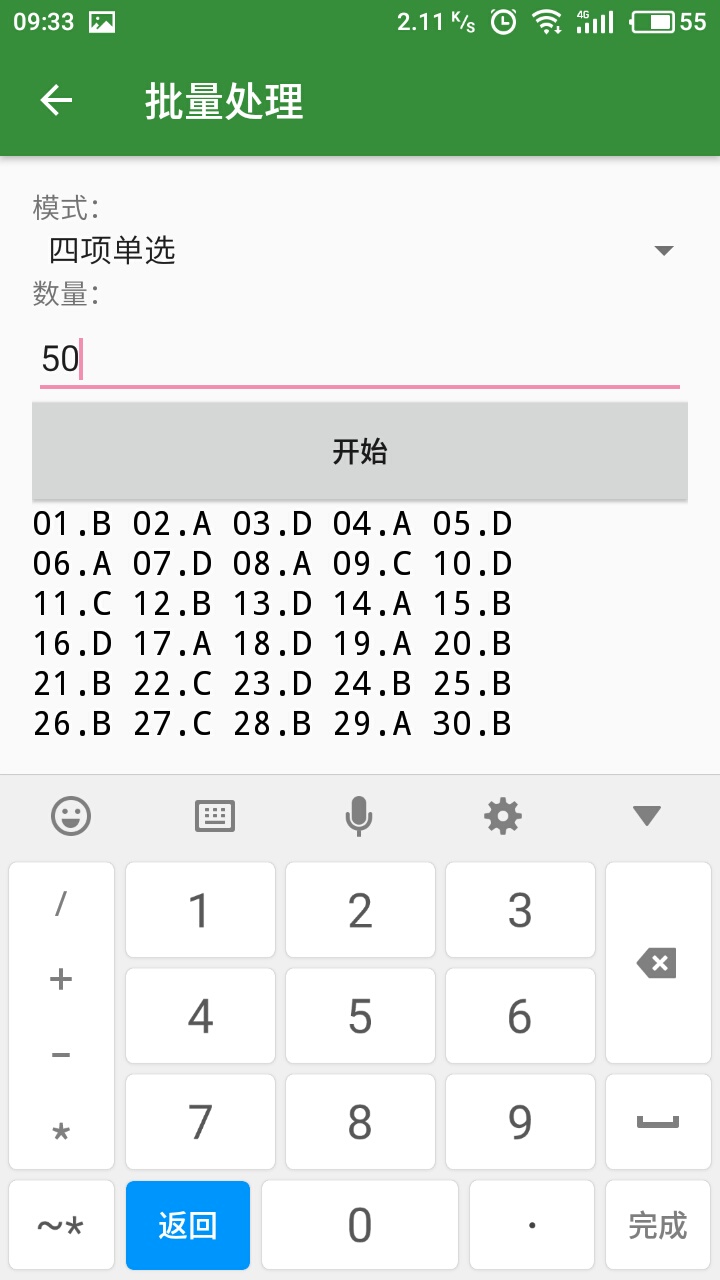 09:33 2.11 K/s 4G 55
批量处理
模式：
四项单选
数量：
50
开始
01.B 02.A 03.D 04.A 05.D
06.A 07.D 08.A 09.C 10.D
11.C 12.B 13.D 14.A 15.B
16.D 17.A 18.D 19.A 20.B
21.B 22.C 23.D 24.B 25.B
26.B 27.C 28.B 29.A 30.B
/ 1 2 3
+
4 5 6
-
7 8 9
*
~* 返回 0 . 完成